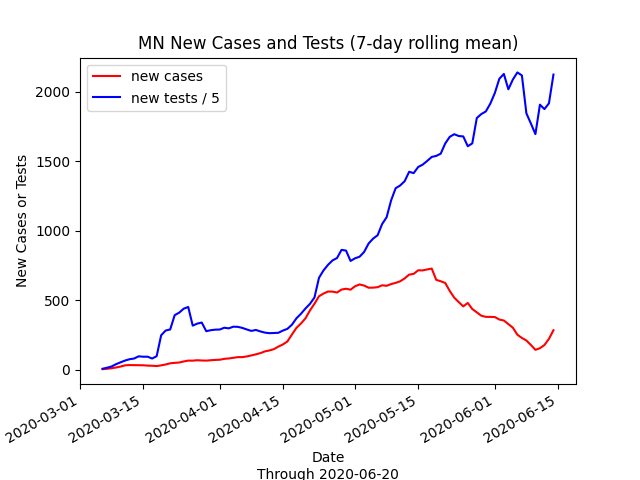 MN New Cases and Tests (7-day rolling mean)
new cases
new tests / 5
New Cases or Tests
2000
1500
1000
500
0
2020-03-01
2020-03-15
2020-04-01
2020-04-15
2020-05-01
2020-05-15
2020-06-01
2020-06-15
Date
Through 2020-06-20